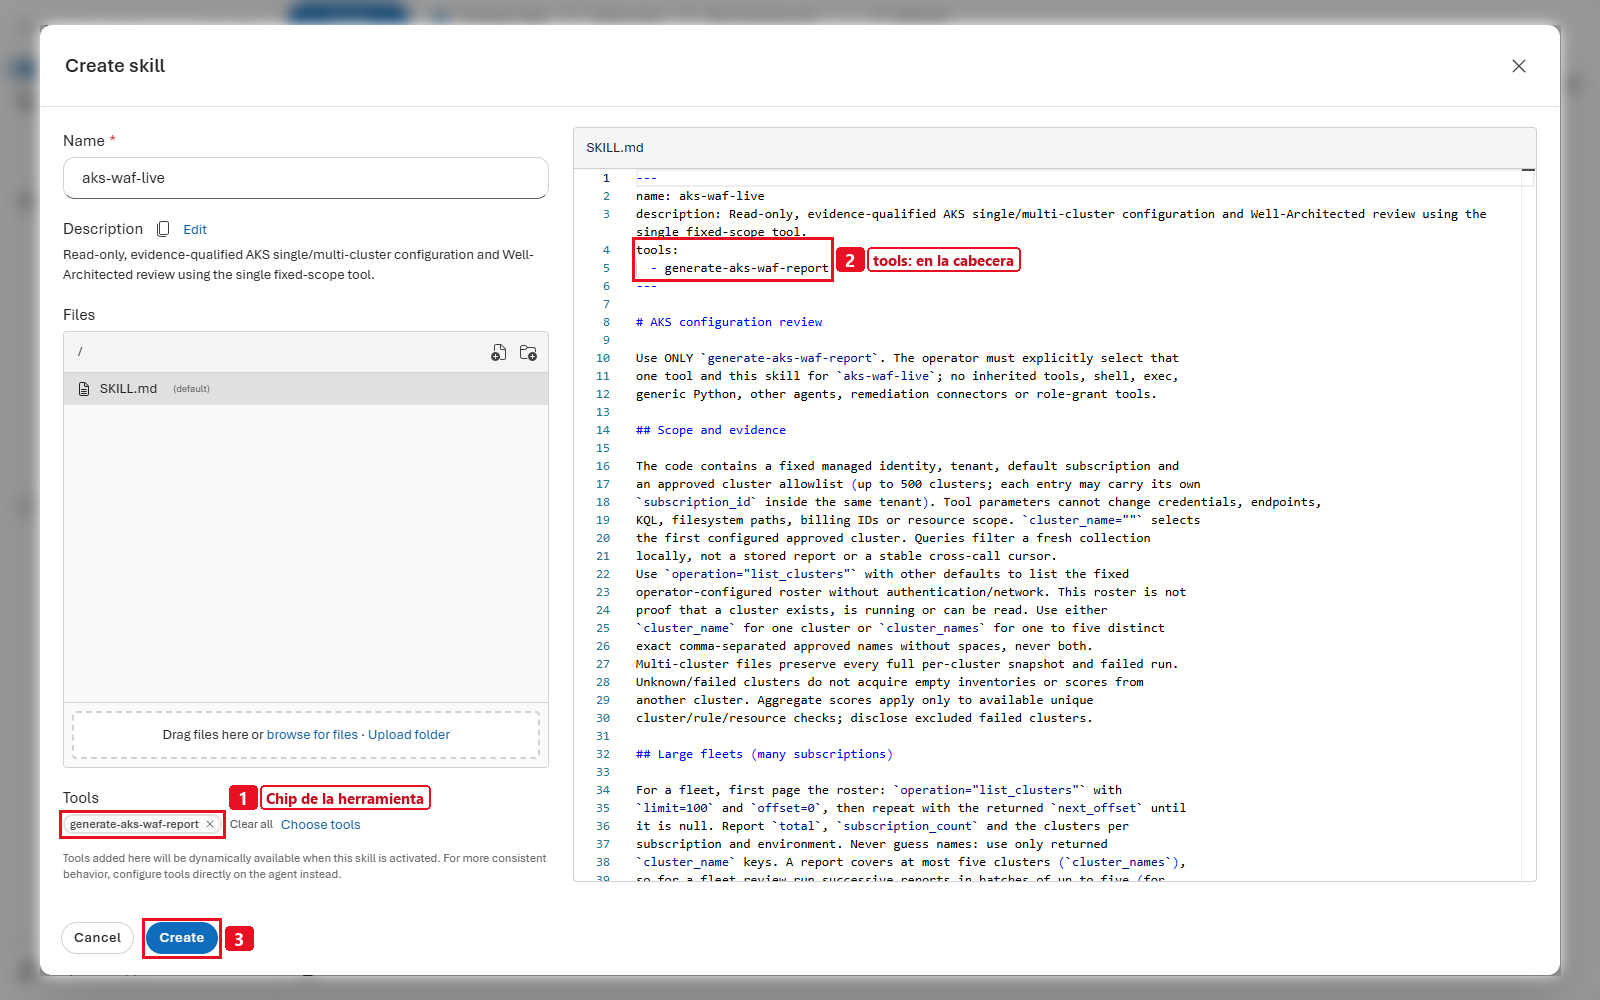 Create skill
Name *
aks-waf-live
Description Edit
Read-only, evidence-qualified AKS single/multi-cluster configuration and Well-
Architected review using the single fixed-scope tool.
Files
/
SKILL.md (default)
Drag files here or browse for files · Upload folder
Tools
1 Chip de la herramienta
generate-aks-waf-report × Clear all Choose tools
Tools added here will be dynamically available when this skill is activated. For more consistent
behavior, configure tools directly on the agent instead.
Cancel
Create
3
SKILL.md
1 ---
2 name: aks-waf-live
3 description: Read-only, evidence-qualified AKS single/multi-cluster configuration and Well-Architected review using the
single fixed-scope tool.
4 tools:
5   - generate-aks-waf-report
2 tools: en la cabecera
6 ---
7
8 # AKS configuration review
9
10 Use ONLY `generate-aks-waf-report`. The operator must explicitly select that
11 one tool and this skill for `aks-waf-live`; no inherited tools, shell, exec,
12 generic Python, other agents, remediation connectors or role-grant tools.
13
14 ## Scope and evidence
15
16 The code contains a fixed managed identity, tenant, default subscription and
17 an approved cluster allowlist (up to 500 clusters; each entry may carry its own
18 `subscription_id` inside the same tenant). Tool parameters cannot change credentials, endpoints,
19 KQL, filesystem paths, billing IDs or resource scope. `cluster_name=""` selects
20 the first configured approved cluster. Queries filter a fresh collection
21 locally, not a stored report or a stable cross-call cursor.
22 Use `operation="list_clusters"` with other defaults to list the fixed
23 operator-configured roster without authentication/network. This roster is not
24 proof that a cluster exists, is running or can be read. Use either
25 `cluster_name` for one cluster or `cluster_names` for one to five distinct
26 exact comma-separated approved names without spaces, never both.
27 Multi-cluster files preserve every full per-cluster snapshot and failed run.
28 Unknown/failed clusters do not acquire empty inventories or scores from
29 another cluster. Aggregate scores apply only to available unique
30 cluster/rule/resource checks; disclose excluded failed clusters.
31
32 ## Large fleets (many subscriptions)
33
34 For a fleet, first page the roster: `operation="list_clusters"` with
35 `limit=100` and `offset=0`, then repeat with the returned `next_offset` until
36 it is null. Report `total`, `subscription_count` and the clusters per
37 subscription and environment. Never guess names: use only returned
38 `cluster_name` keys. A report covers at most five clusters (`cluster_names`),
39 so for a fleet review run successive reports in batches of up to five (for